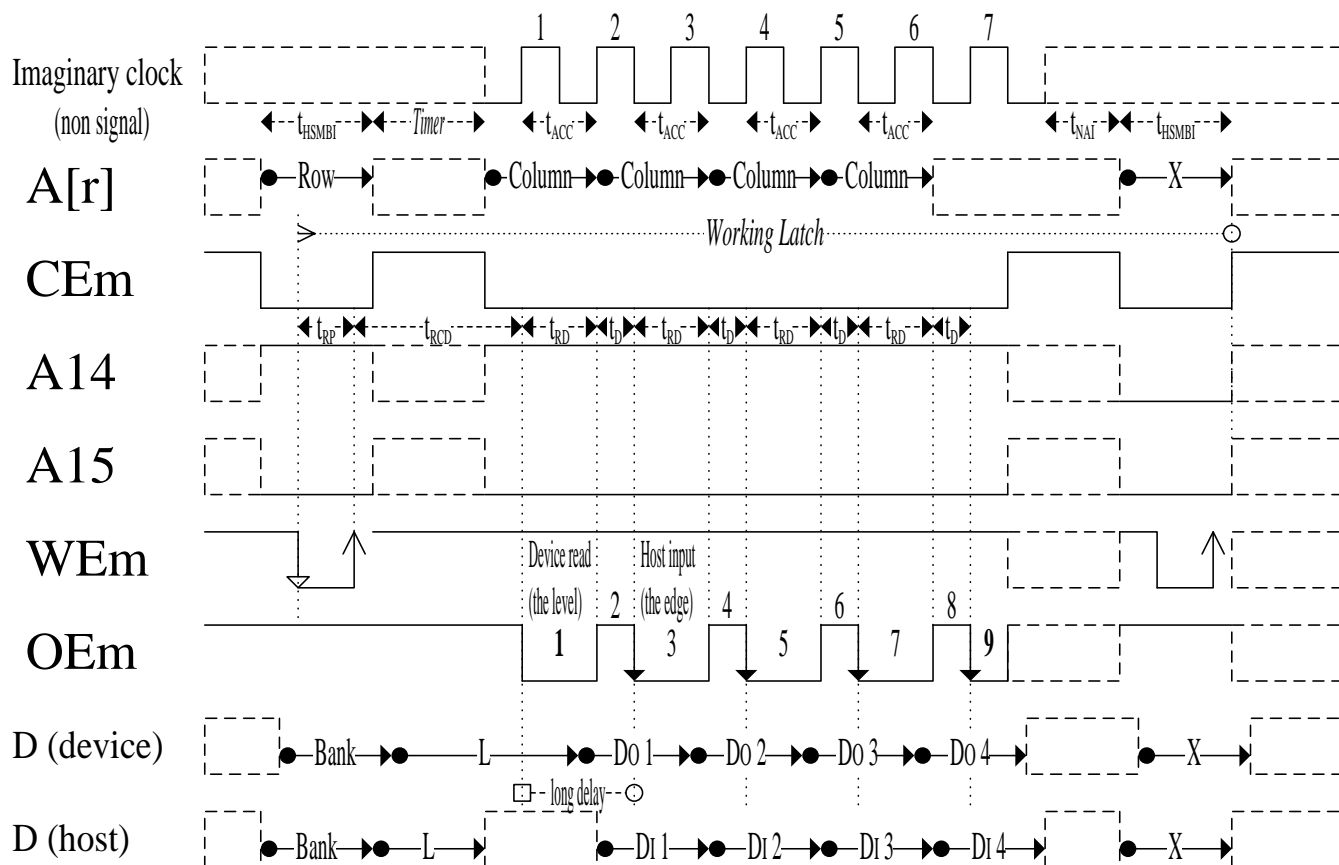 1 2 3 4 5 6 7
Imaginary clock
(non signal)
tHSMBI Timer tACC tACC tACC tACC tNAI tHSMBI
A[r] Row Column Column Column Column X
Working Latch
CEm
tRP tRCD tRD tD tRD tD tRD tD tRD tD
A14
A15
WEm
Device read Host input
(the level) 2 (the edge) 4 6 8
OEm 1 3 5 7 9
D (device) Bank L DO 1 DO 2 DO 3 DO 4 X
long delay
D (host) Bank L DI 1 DI 2 DI 3 DI 4 X